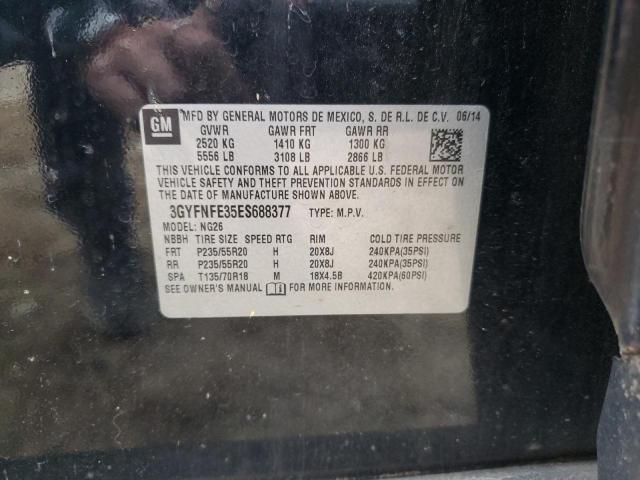 GM
MFD BY GENERAL MOTORS DE MEXICO, S. DE R.L. DE C.V. 06/14
GVWR GAWR FRT GAWR RR
2520 KG 1410 KG 1300 KG
5556 LB 3108 LB 2866 LB
THIS VEHICLE CONFORMS TO ALL APPLICABLE U.S. FEDERAL MOTOR
VEHICLE SAFETY AND THEFT PREVENTION STANDARDS IN EFFECT ON
THE DATE OF MANUFACTURE SHOWN ABOVE.
3GYFNFE35ES688377 TYPE: M.P.V.
MODEL: NG26
NBBH TIRE SIZE SPEED RTG RIM COLD TIRE PRESSURE
FRT P235/55R20 H 20X8J 240KPA(35PSI)
RR P235/55R20 H 20X8J 240KPA(35PSI)
SPA T135/70R18 M 18X4.5B 420KPA(60PSI)
SEE OWNER'S MANUAL FOR MORE INFORMATION.